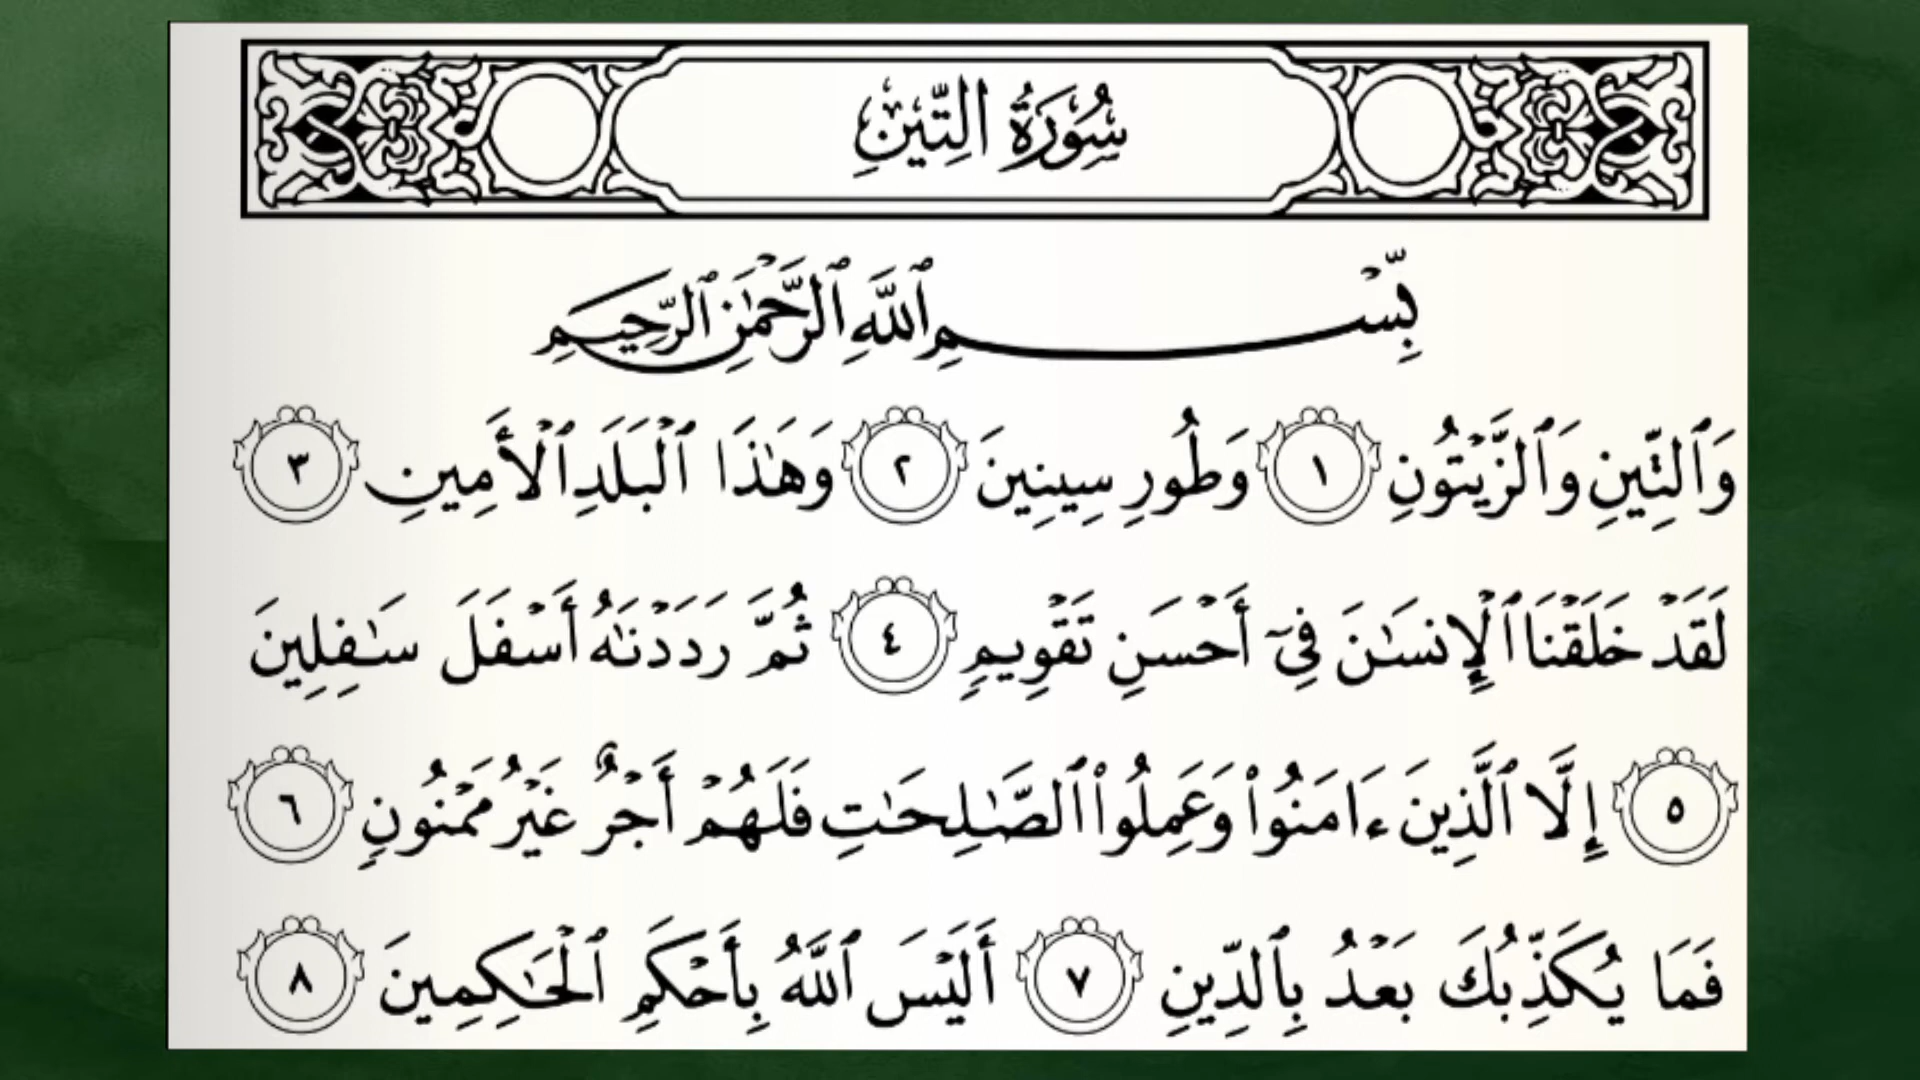 سُورَةُ التِّينِ
بِّسْمِ ٱللَّهِ ٱلرَّحْمَٰنِ ٱلرَّحِيمِ
وَٱلتِّينِ وَٱلزَّيْتُونِ ١ وَطُورِ سِينِينَ ٢ وَهَٰذَا ٱلْبَلَدِ ٱلْأَمِينِ ٣
لَقَدْ خَلَقْنَا ٱلْإِنسَٰنَ فِىٓ أَحْسَنِ تَقْوِيمٍ ٤ ثُمَّ رَدَدْنَٰهُ أَسْفَلَ سَٰفِلِينَ
٥ إِلَّا ٱلَّذِينَ ءَامَنُوا۟ وَعَمِلُوا۟ ٱلصَّٰلِحَٰتِ فَلَهُمْ أَجْرٌ غَيْرُ مَمْنُونٍ ٦
فَمَا يُكَذِّبُكَ بَعْدُ بِٱلدِّينِ ٧ أَلَيْسَ ٱللَّهُ بِأَحْكَمِ ٱلْحَٰكِمِينَ ٨